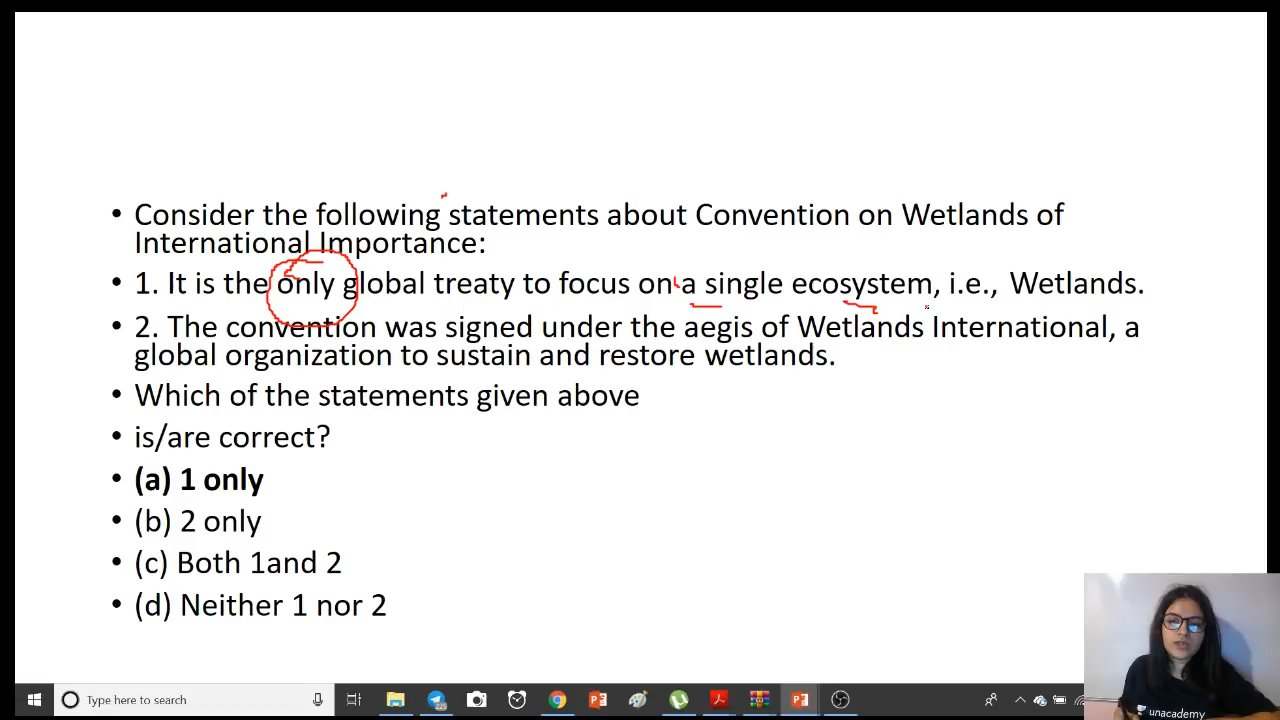 • Consider the following statements about Convention on Wetlands of
International Importance:
• 1. It is the only global treaty to focus on a single ecosystem, i.e., Wetlands.
• 2. The convention was signed under the aegis of Wetlands International, a
global organization to sustain and restore wetlands.
• Which of the statements given above
• is/are correct?
• (a) 1 only
• (b) 2 only
• (c) Both 1and 2
• (d) Neither 1 nor 2
Type here to search
unacademy